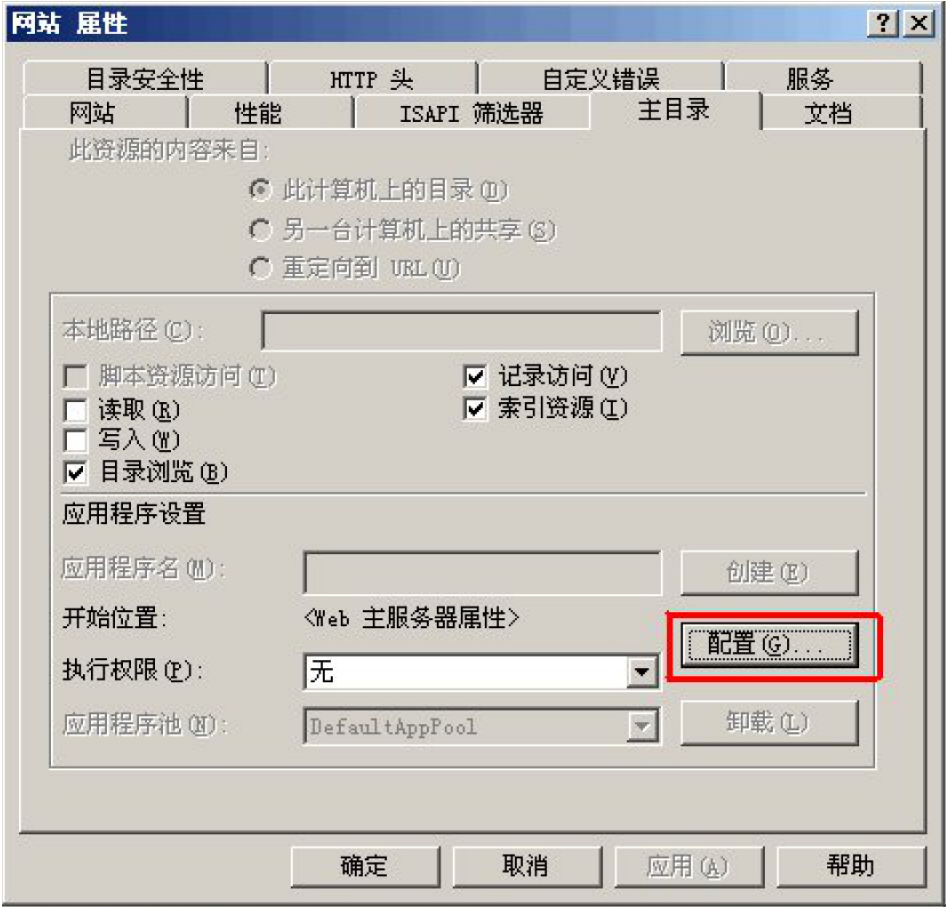 网站 属性
目录安全性 HTTP 头 自定义错误 服务
网站 性能 ISAPI 筛选器 主目录 文档
此资源的内容来自:
此计算机上的目录(D)
另一台计算机上的共享(S)
重定向到 URL(U)
本地路径(C): 浏览(O)...
脚本资源访问(T) 记录访问(V)
读取(R) 索引资源(I)
写入(W)
目录浏览(B)
应用程序设置
应用程序名(M): 创建(E)
开始位置: <Web 主服务器属性>
配置(G)...
执行权限(P): 无
应用程序池(N): DefaultAppPool 卸载(L)
确定 取消 应用(A) 帮助